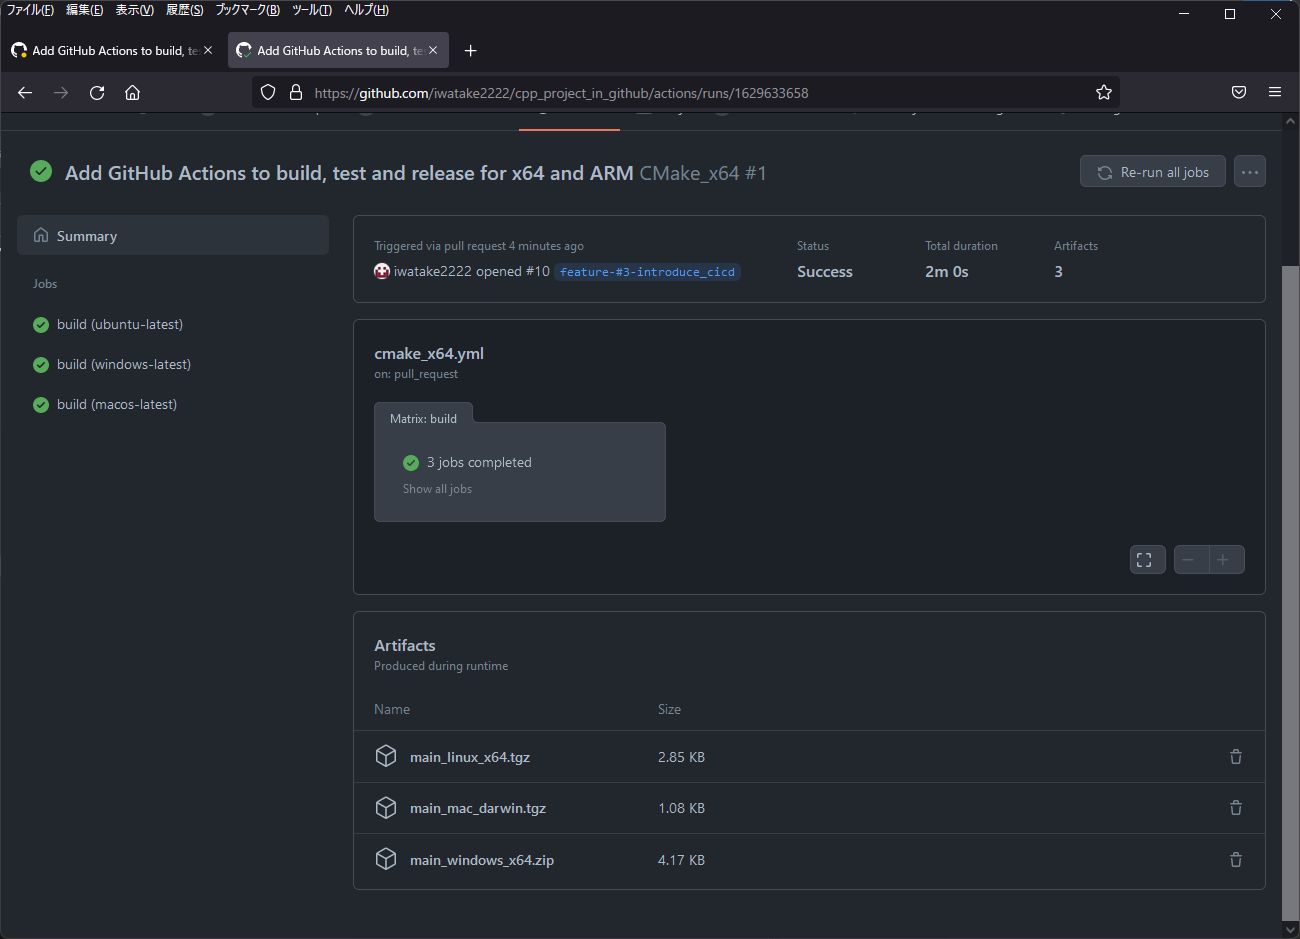 ファイル(F) 編集(E) 表示(V) 履歴(S) ブックマーク(B) ツール(T) ヘルプ(H)
Add GitHub Actions to build, te
Add GitHub Actions to build, te
https://github.com/iwatake2222/cpp_project_in_github/actions/runs/1629633658
Add GitHub Actions to build, test and release for x64 and ARM CMake_x64 #1
Re-run all jobs
Summary
Jobs
build (ubuntu-latest)
build (windows-latest)
build (macos-latest)
Triggered via pull request 4 minutes ago
iwatake2222 opened #10 feature-#3-introduce_cicd
Status
Success
Total duration
2m 0s
Artifacts
3
cmake_x64.yml
on: pull_request
Matrix: build
3 jobs completed
Show all jobs
Artifacts
Produced during runtime
Name Size
main_linux_x64.tgz 2.85 KB
main_mac_darwin.tgz 1.08 KB
main_windows_x64.zip 4.17 KB